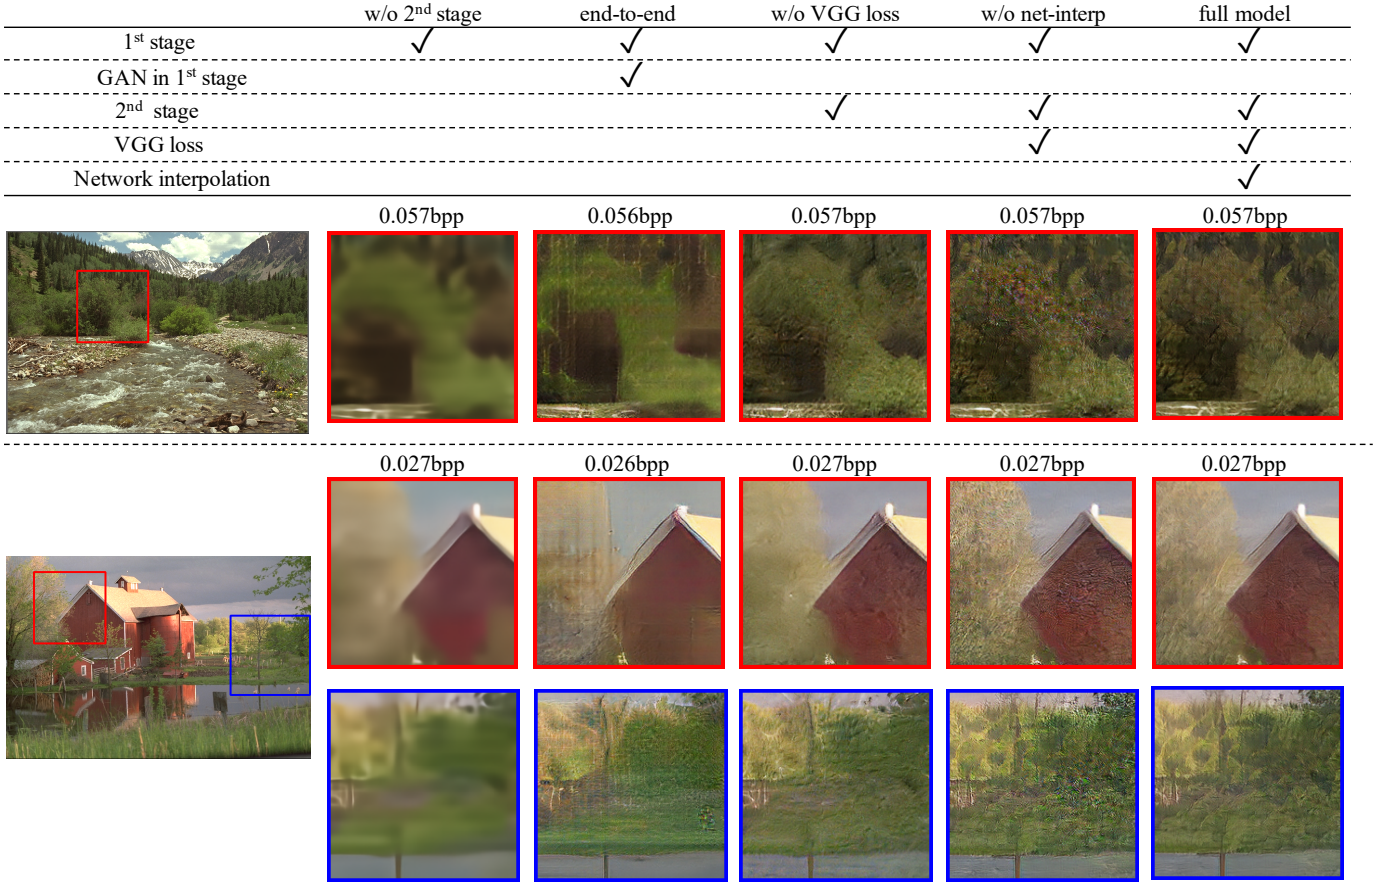 w/o 2nd stage end-to-end w/o VGG loss w/o net-interp full model
1st stage ✓ ✓ ✓ ✓ ✓
GAN in 1st stage ✓
2nd stage ✓ ✓ ✓
VGG loss ✓ ✓
Network interpolation ✓
0.057bpp 0.056bpp 0.057bpp 0.057bpp 0.057bpp
0.027bpp 0.026bpp 0.027bpp 0.027bpp 0.027bpp